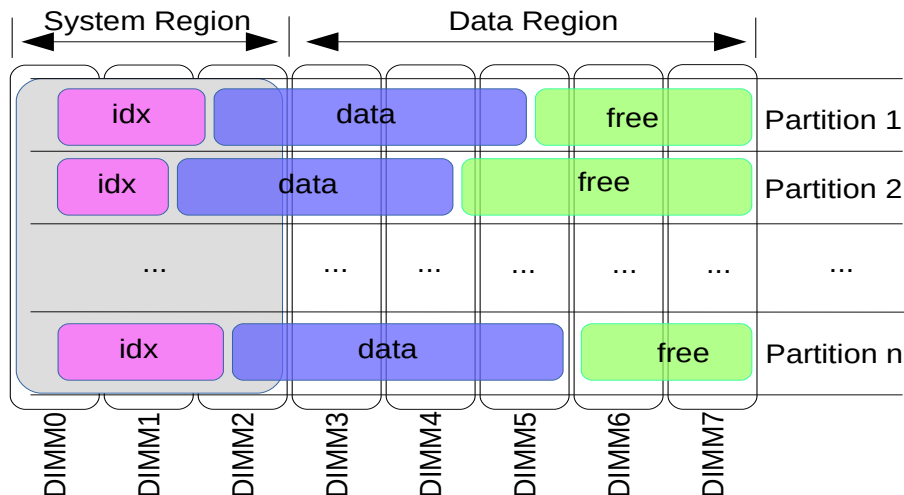 System Region Data Region
idx data free Partition 1
idx data free Partition 2
... ... ... ... ... ... ...
idx data free Partition n
DIMM0 DIMM1 DIMM2 DIMM3 DIMM4 DIMM5 DIMM6 DIMM7